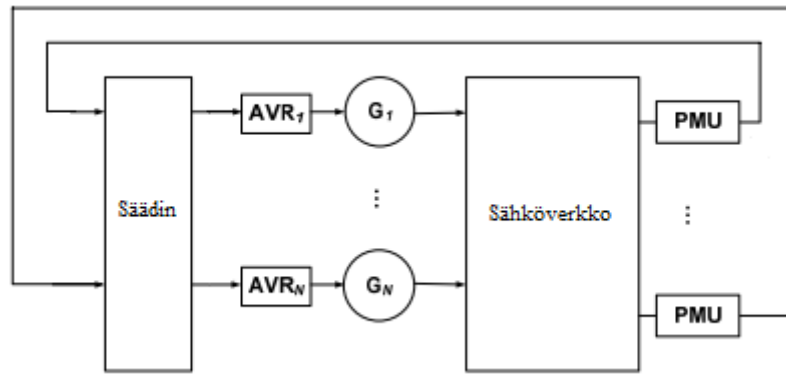 AVR1
G1
PMU
Säädin
⋮
Sähköverkko
⋮
AVRN
GN
PMU